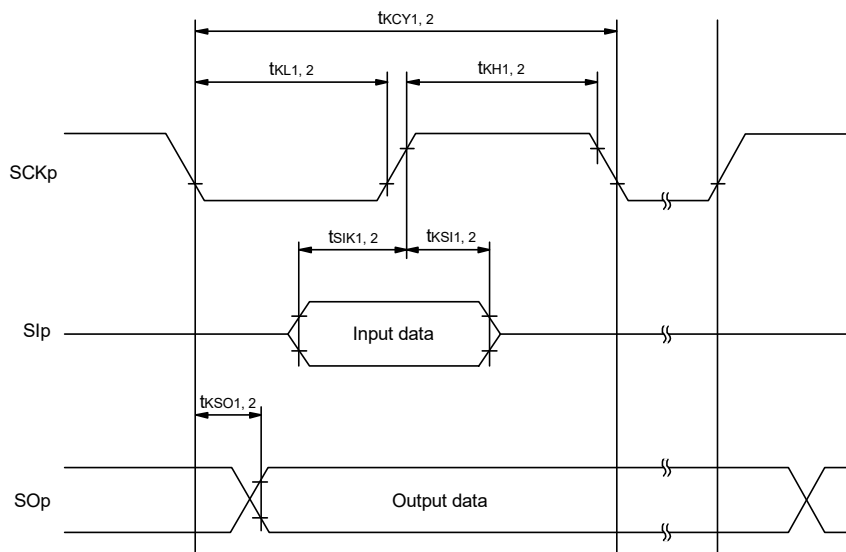 tKCY1, 2
tKL1, 2
tKH1, 2
SCKp
tSIK1, 2
tKSI1, 2
SIp
Input data
tKSO1, 2
SOp
Output data